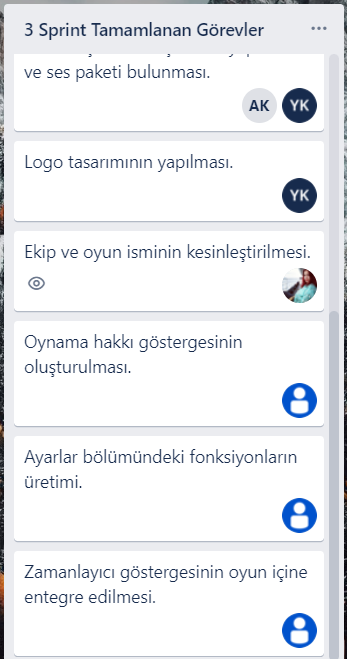 3 Sprint Tamamlanan Görevler
ve ses paketi bulunması.
AK YK
Logo tasarımının yapılması.
YK
Ekip ve oyun isminin kesinleştirilmesi.
Oynama hakkı göstergesinin
oluşturulması.
Ayarlar bölümündeki fonksiyonların
üretimi.
Zamanlayıcı göstergesinin oyun içine
entegre edilmesi.